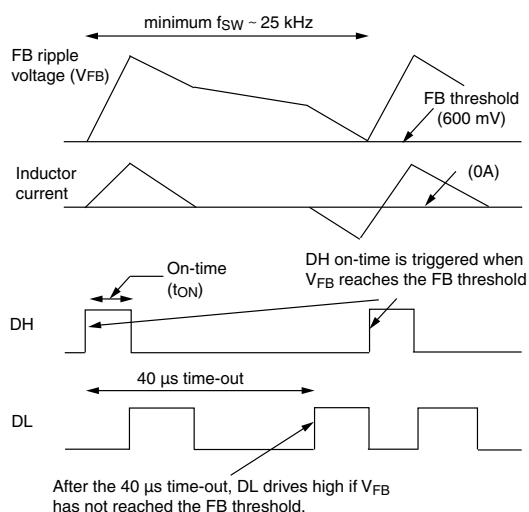 minimum fSW ~ 25 kHz
FB ripple
voltage (VFB)
FB threshold
(600 mV)
Inductor
current
(0A)
DH on-time is triggered when
VFB reaches the FB threshold
On-time
(tON)
DH
40 µs time-out
DL
After the 40 µs time-out, DL drives high if VFB
has not reached the FB threshold.